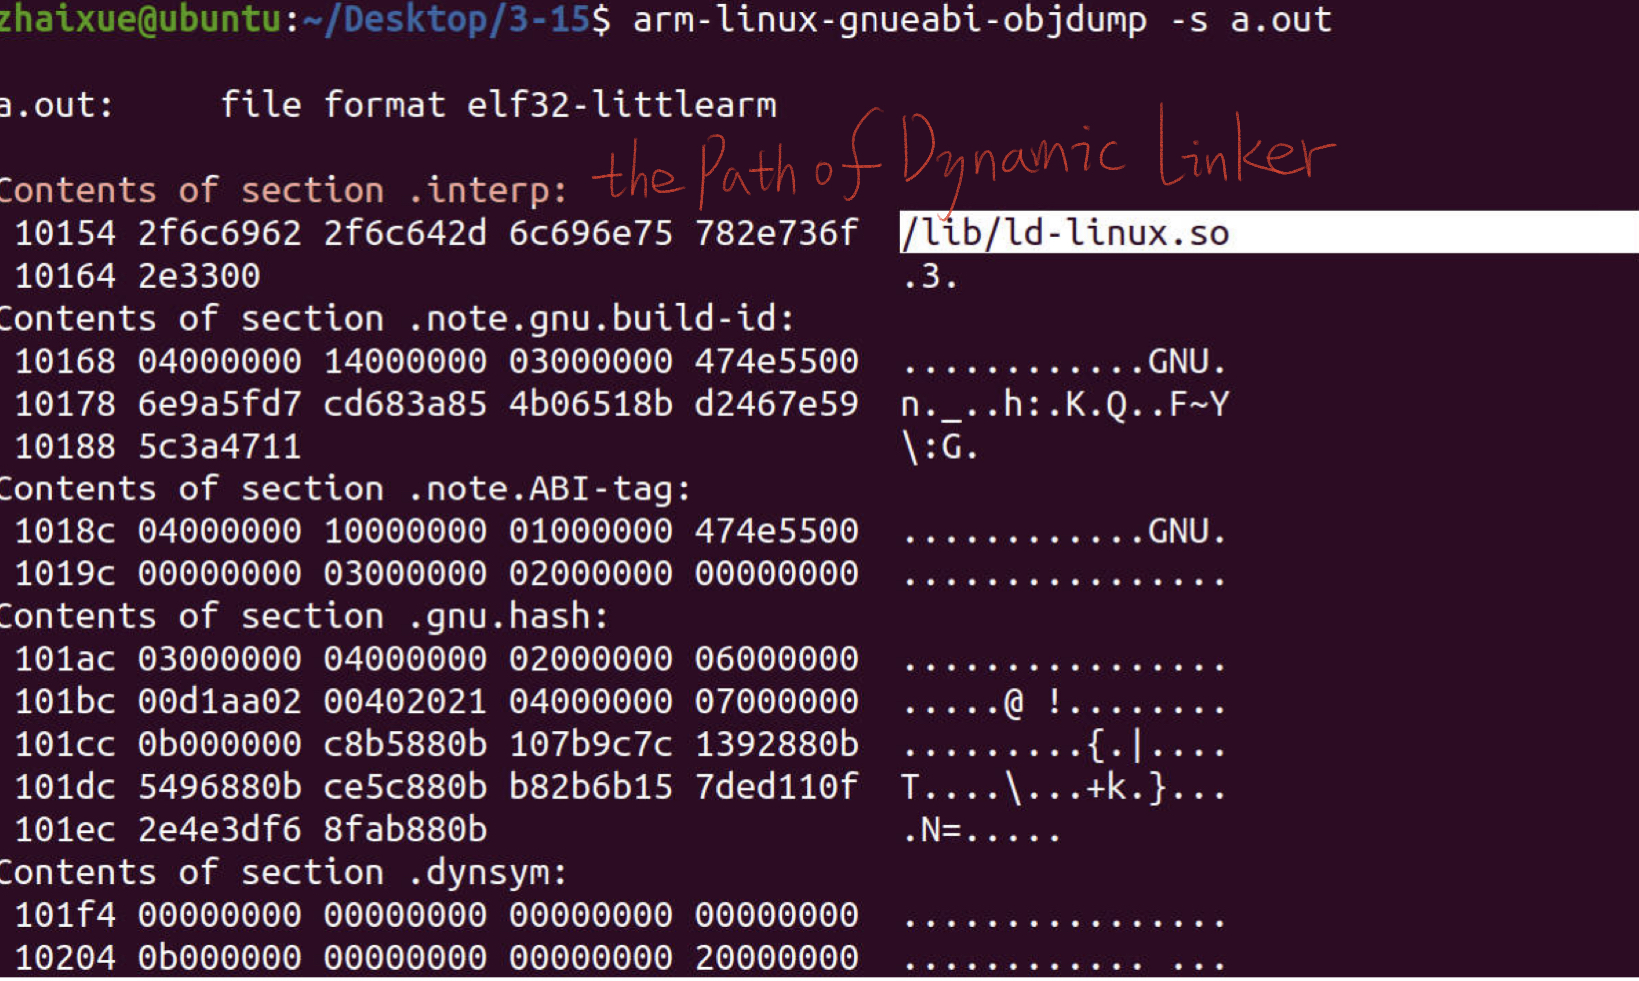 zhaixue@ubuntu:~/Desktop/3-15$ arm-linux-gnueabi-objdump -s a.out
a.out:     file format elf32-littlearm
the Path of Dynamic Linker
Contents of section .interp:
 10154 2f6c6962 2f6c642d 6c696e75 782e736f  /lib/ld-linux.so
 10164 2e3300                               .3.
Contents of section .note.gnu.build-id:
 10168 04000000 14000000 03000000 474e5500  ............GNU.
 10178 6e9a5fd7 cd683a85 4b06518b d2467e59  n._..h:.K.Q..F~Y
 10188 5c3a4711                             \:G.
Contents of section .note.ABI-tag:
 1018c 04000000 10000000 01000000 474e5500  ............GNU.
 1019c 00000000 03000000 02000000 00000000  ................
Contents of section .gnu.hash:
 101ac 03000000 04000000 02000000 06000000  ................
 101bc 00d1aa02 00402021 04000000 07000000  .....@ !........
 101cc 0b000000 c8b5880b 107b9c7c 1392880b  .........{.|....
 101dc 5496880b ce5c880b b82b6b15 7ded110f  T....\...+k.}...
 101ec 2e4e3df6 8fab880b                    .N=.....
Contents of section .dynsym:
 101f4 00000000 00000000 00000000 00000000  ................
 10204 0b000000 00000000 00000000 20000000  ............ ...